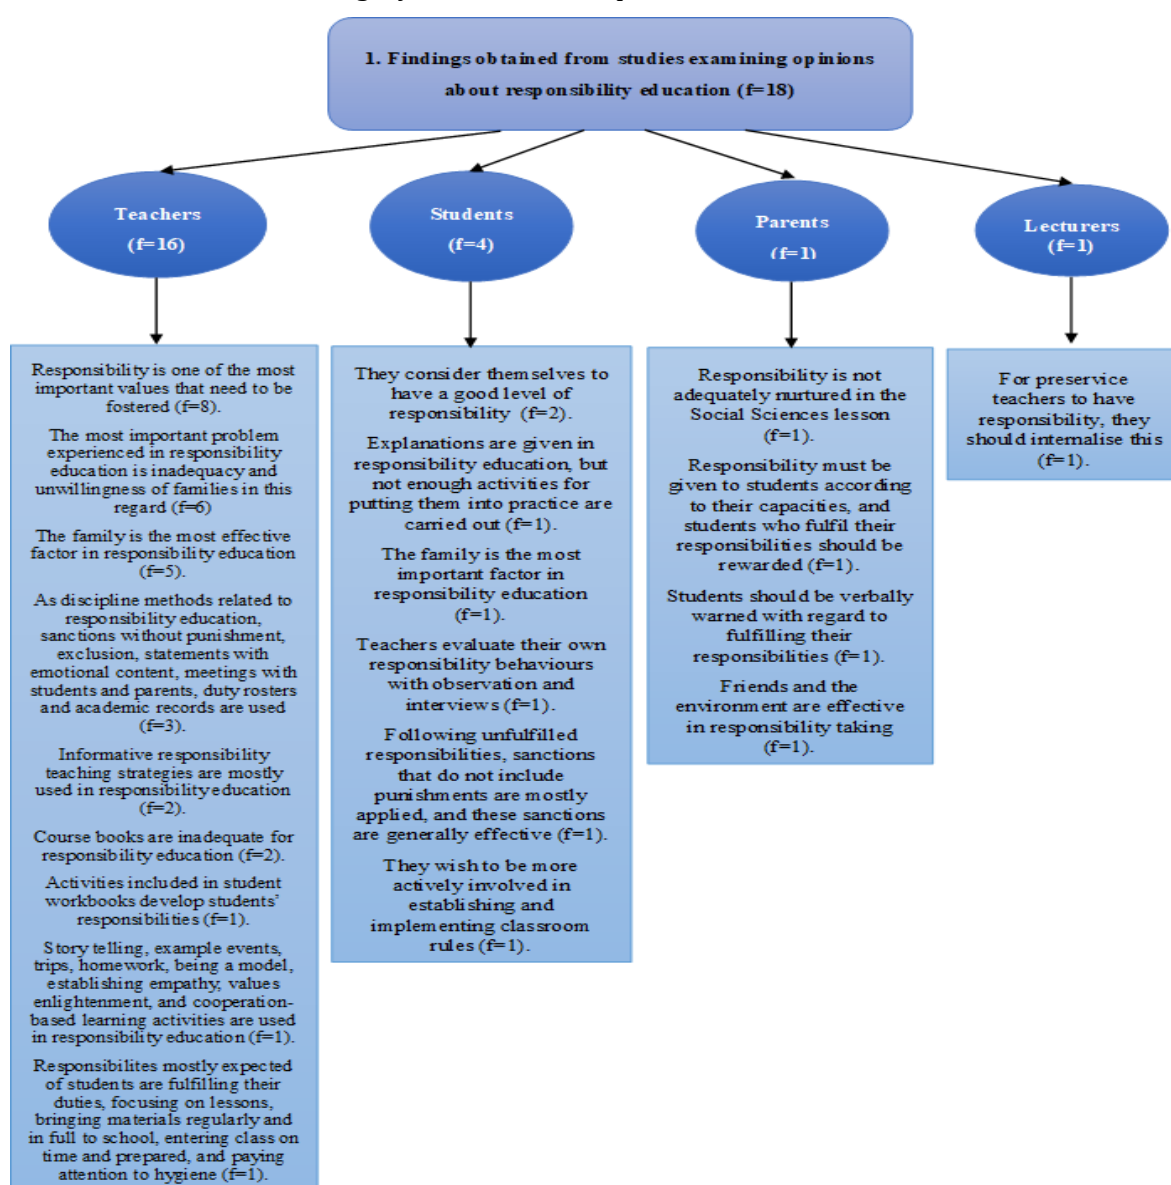 1. Findings obtained from studies examining opinions
about responsibility education (f=18)
Teachers
(f=16)
Students
(f=4)
Parents
(f=1)
Lecturers
(f=1)
Responsibility is one of the most
important values that need to be
fostered (f=8).
The most important problem
experienced in responsibility
education is inadequacy and
unwillingness of families in this
regard (f=6)
The family is the most effective
factor in responsibility education
(f=5).
As discipline methods related to
responsibility education,
sanctions without punishment,
exclusion, statements with
emotional content, meetings with
students and parents, duty rosters
and academic records are used
(f=3).
Informative responsibility
teaching strategies are mostly
used in responsibility education
(f=2).
Course books are inadequate for
responsibility education (f=2).
Activities included in student
workbooks develop students’
responsibilities (f=1).
Story telling, example events,
trips, homework, being a model,
establishing empathy, values
enlightenment, and cooperation-
based learning activities are used
in responsibility education (f=1).
Responsibilites mostly expected
of students are fulfilling their
duties, focusing on lessons,
bringing materials regularly and
in full to school, entering class on
time and prepared, and paying
attention to hygiene (f=1).
They consider themselves to
have a good level of
responsibility (f=2).
Explanations are given in
responsibility education, but
not enough activities for
putting them into practice are
carried out (f=1).
The family is the most
important factor in
responsibility education
(f=1).
Teachers evaluate their own
responsibility behaviours
with observation and
interviews (f=1).
Following unfulfilled
responsibilities, sanctions
that do not include
punishments are mostly
applied, and these sanctions
are generally effective (f=1).
They wish to be more
actively involved in
establishing and
implementing classroom
rules (f=1).
Responsibility is not
adequately nurtured in the
Social Sciences lesson
(f=1).
Responsibility must be
given to students according
to their capacities, and
students who fulfil their
responsibilities should be
rewarded (f=1).
Students should be verbally
warned with regard to
fulfilling their
responsibilities (f=1).
Friends and the
environment are effective
in responsibility taking
(f=1).
For preservice
teachers to have
responsibility, they
should internalise this
(f=1).